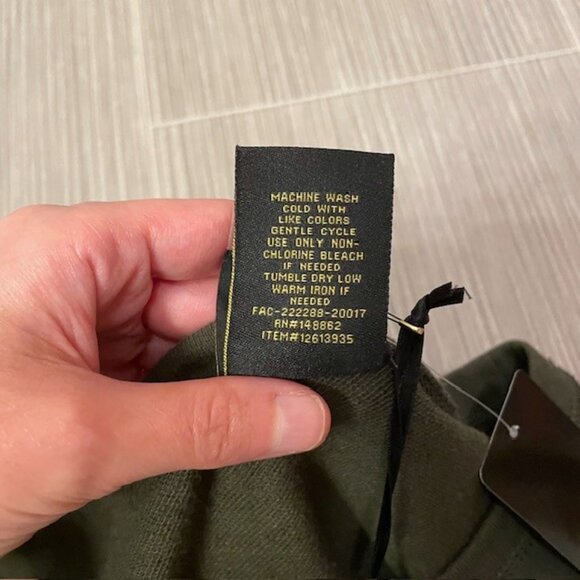 MACHINE WASH
COLD WITH
LIKE COLORS
GENTLE CYCLE
USE ONLY NON-
CHLORINE BLEACH
IF NEEDED
TUMBLE DRY LOW
WARM IRON IF
NEEDED
FAC-222288-20017
RN#148862
ITEM#12613935